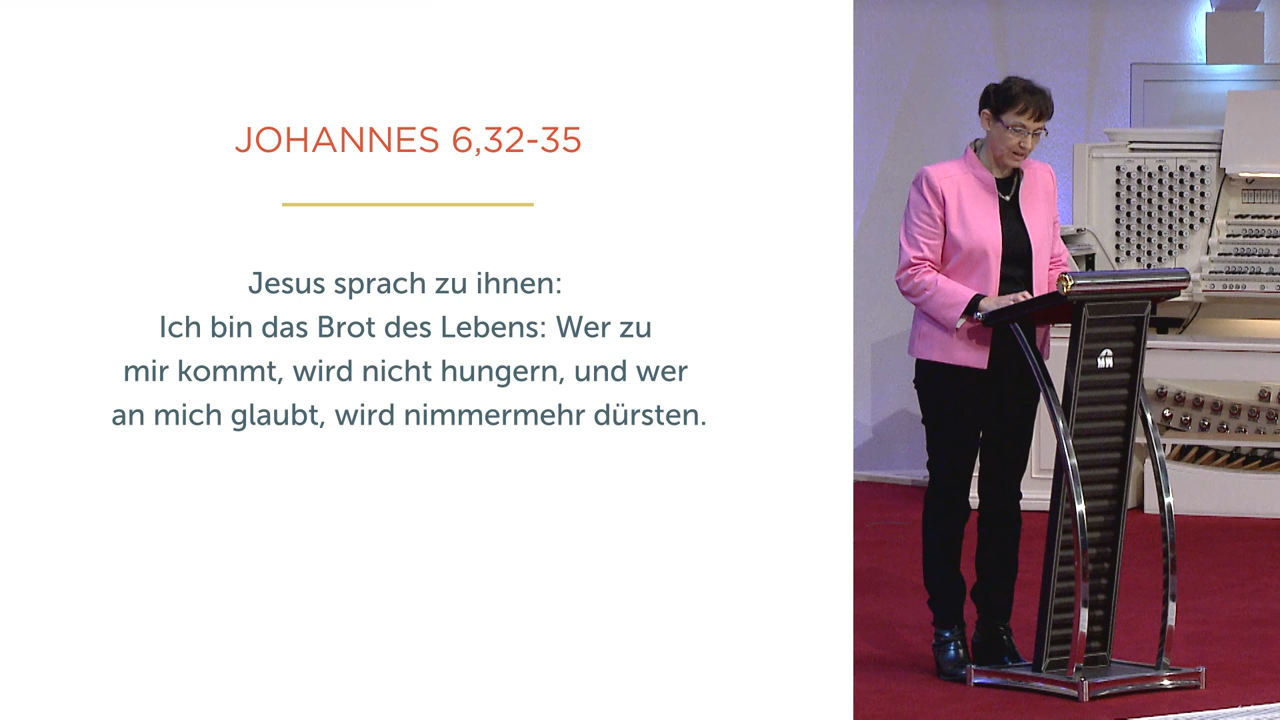 JOHANNES 6,32-35
Jesus sprach zu ihnen:
Ich bin das Brot des Lebens: Wer zu
mir kommt, wird nicht hungern, und wer
an mich glaubt, wird nimmermehr dürsten.